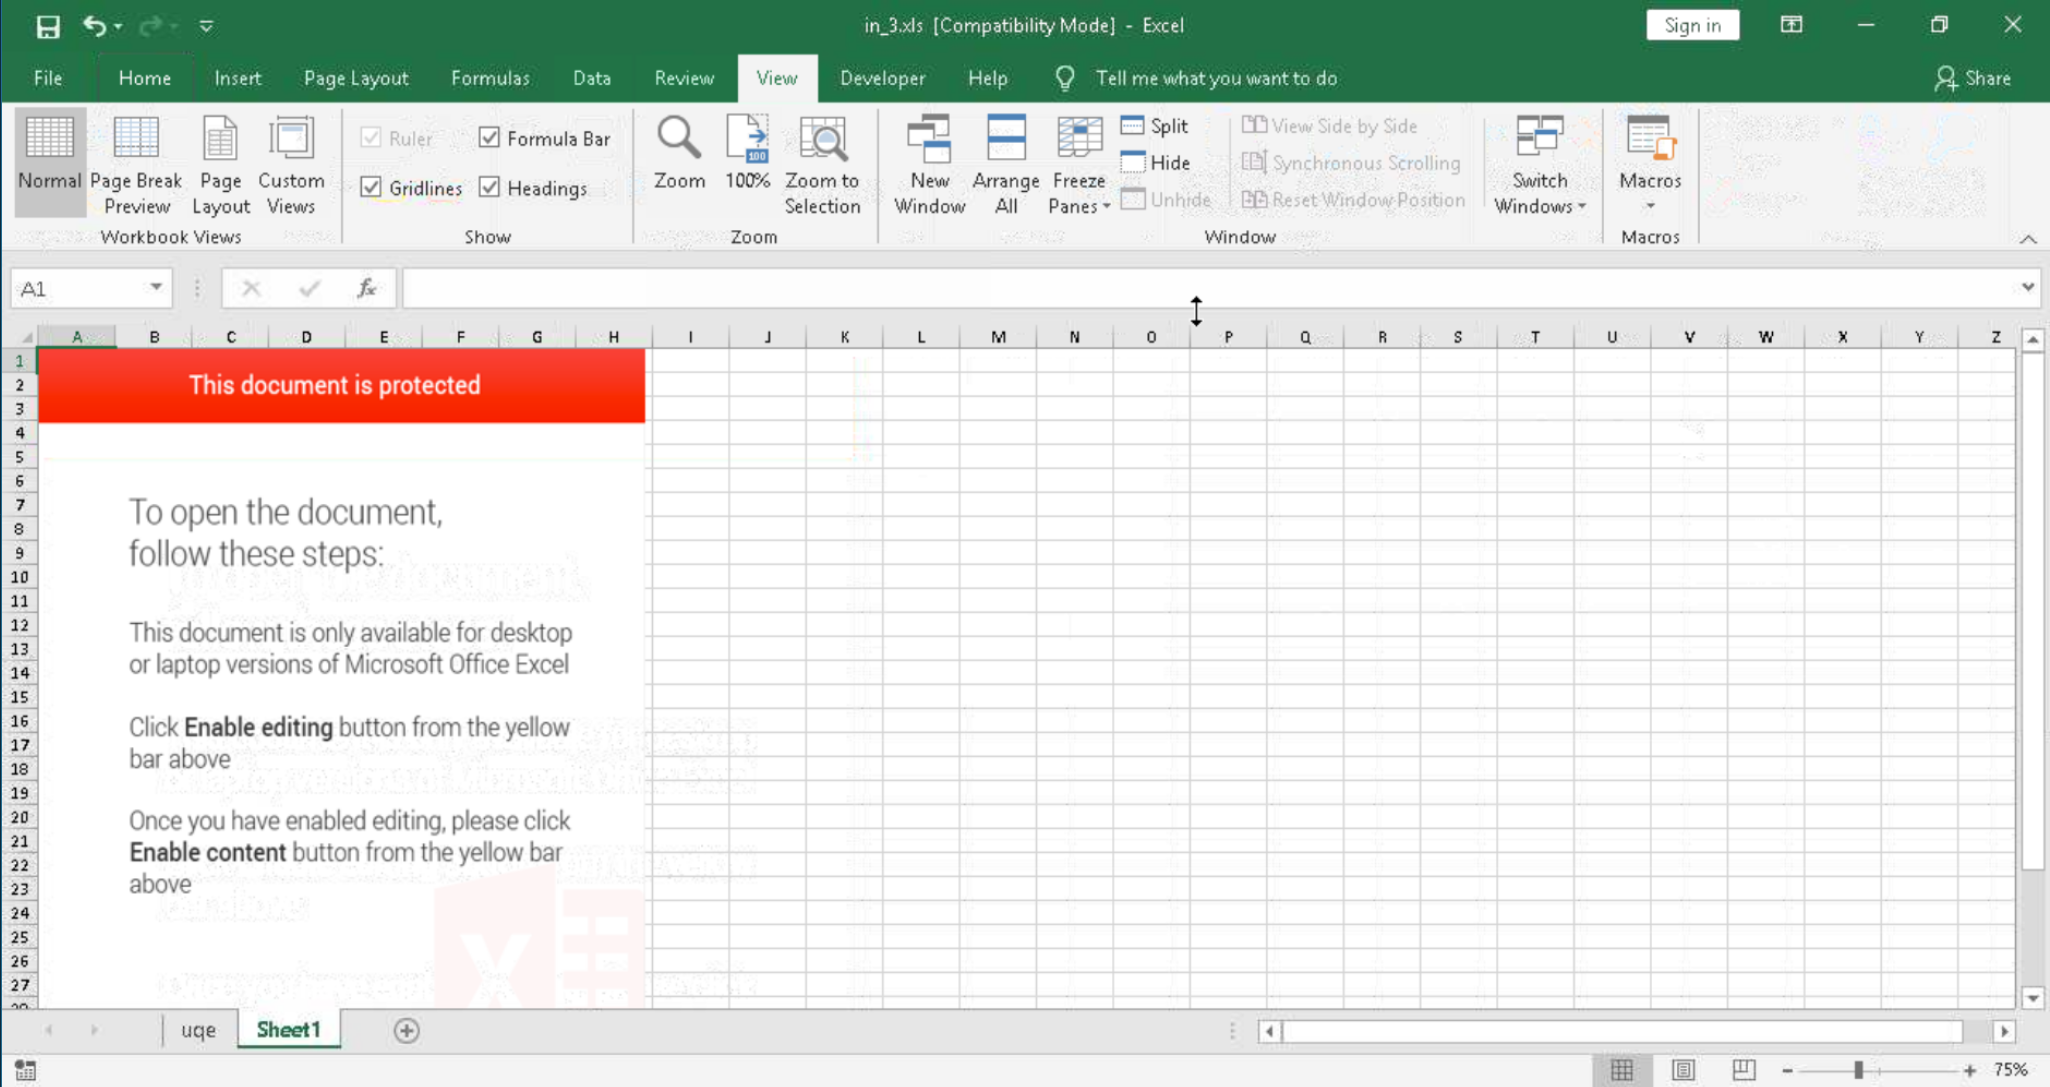 in_3.xls [Compatibility Mode] - Excel
Sign in
File Home Insert Page Layout Formulas Data Review View Developer Help Tell me what you want to do Share
Normal
Page Break
Preview
Page
Layout
Custom
Views
Workbook Views
Ruler
Formula Bar
Gridlines
Headings
Show
Zoom
100
100%
Zoom to
Selection
Zoom
New
Window
Arrange
All
Freeze
Panes
Split
Hide
Unhide
View Side by Side
Synchronous Scrolling
Reset Window Position
Switch
Windows
Window
Macros
Macros
A1
fx
A B C D E F G H I J K L M N O P Q R S T U V W X Y Z
1
2
3
4
5
6
7
8
9
10
11
12
13
14
15
16
17
18
19
20
21
22
23
24
25
26
27
This document is protected
To open the document,
follow these steps:
This document is only available for desktop
or laptop versions of Microsoft Office Excel
Click Enable editing button from the yellow
bar above
Once you have enabled editing, please click
Enable content button from the yellow bar
above
X
uqe Sheet1
75%